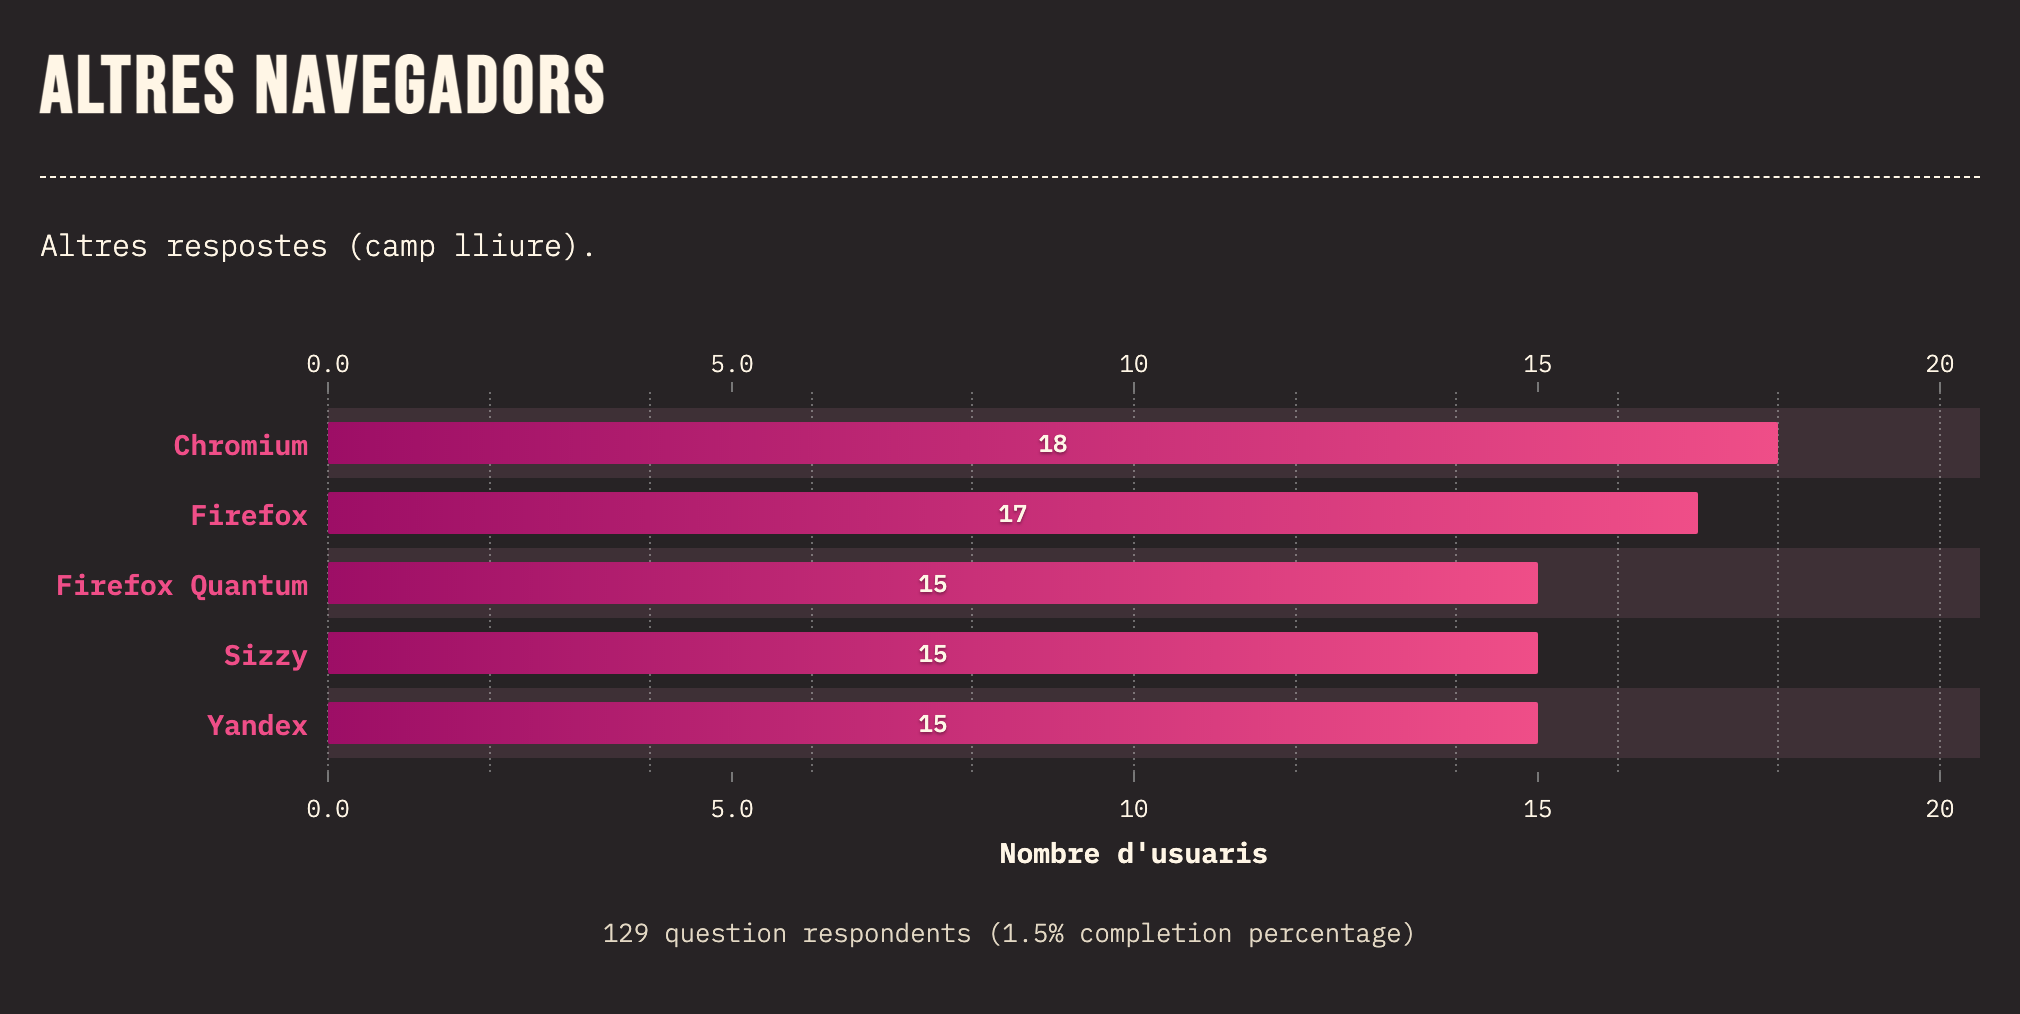 ALTRES NAVEGADORS
Altres respostes (camp lliure).
0.0 5.0 10 15 20
Chromium 18
Firefox 17
Firefox Quantum 15
Sizzy 15
Yandex 15
0.0 5.0 10 15 20
Nombre d'usuaris
129 question respondents (1.5% completion percentage)